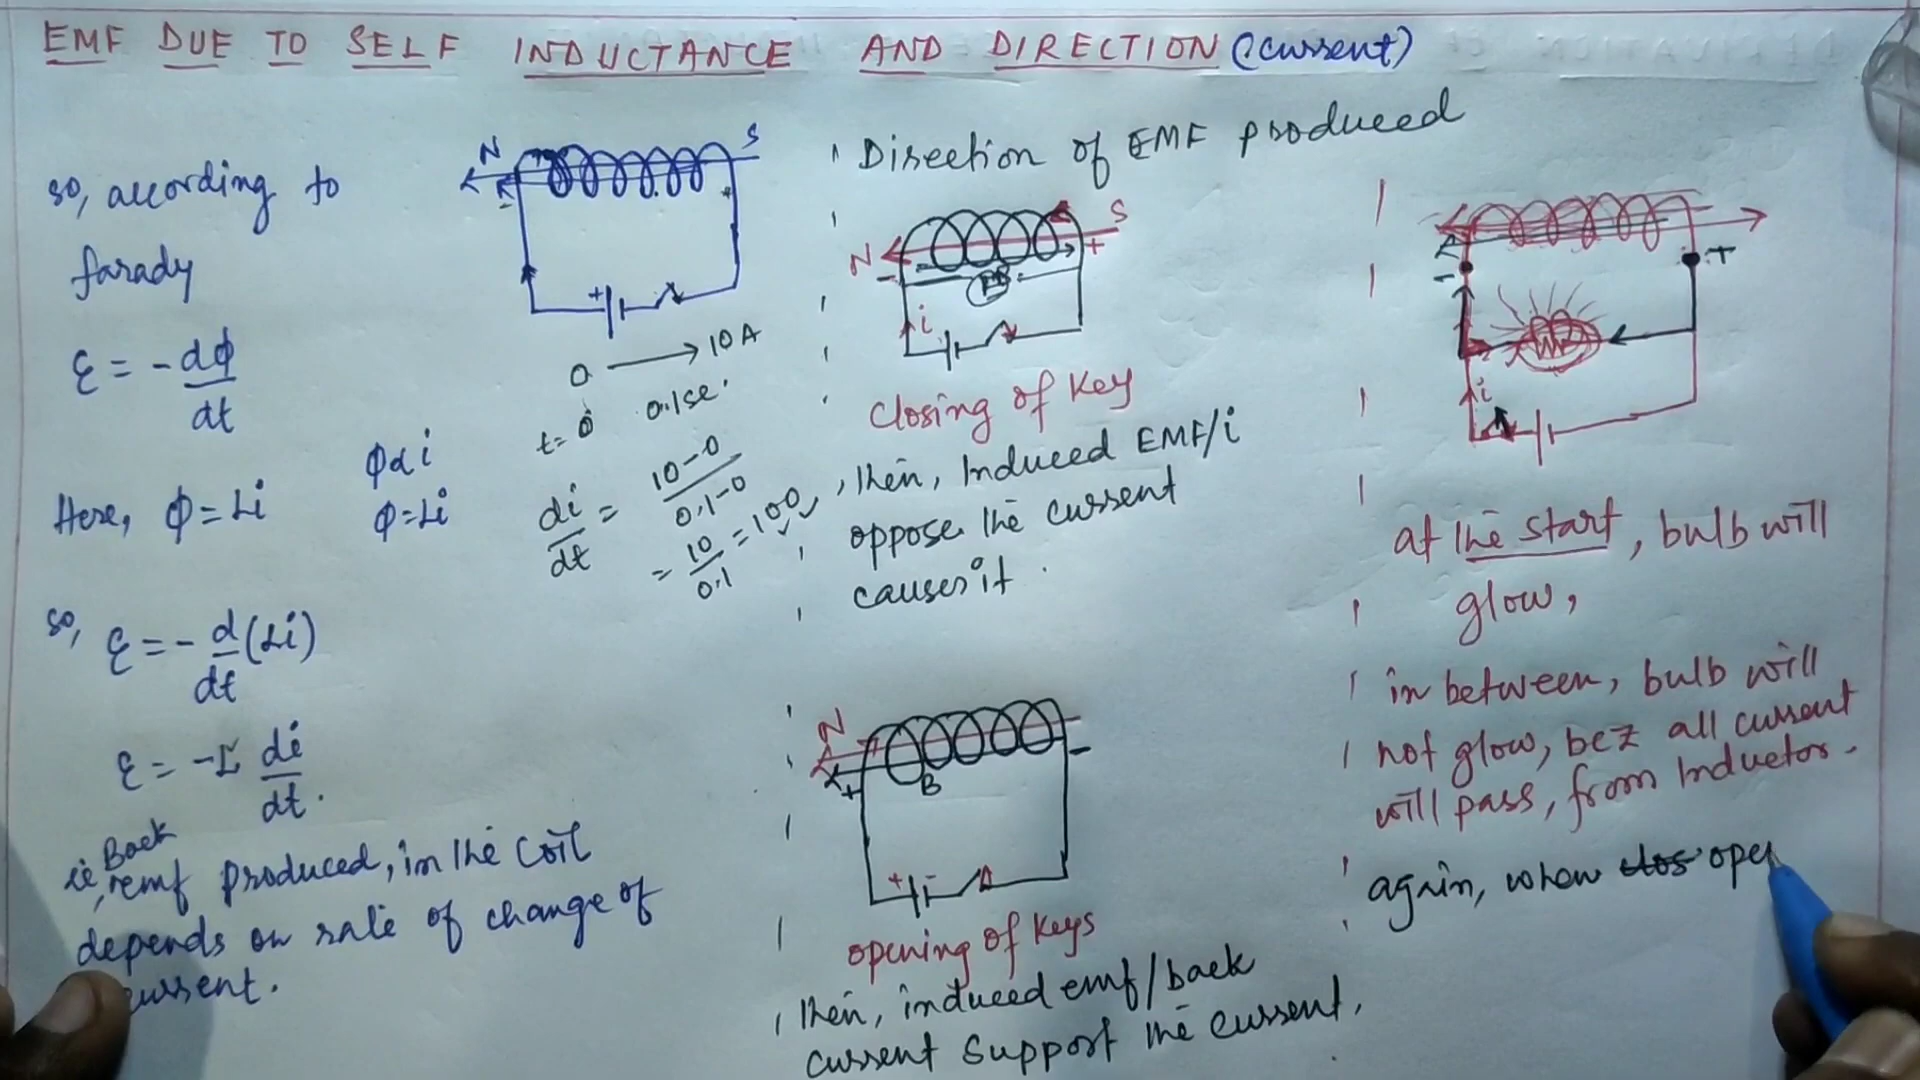 EMF DUE TO SELF INDUCTANCE AND DIRECTION (current)
so, according to
farady
ε = -dϕ
dt
Here, ϕ = Li
ϕ α i
ϕ = Li
so, ε = - d (Li)
dt
ε = -L di
dt.
Back
ie, emf produced, in the coil
depends on rate of change of
current.
N S
- +
0 → 10 A
t = 0 0.1se.
di = 10-0
dt 0.1-0
= 10 = 100
0.1
Direction of EMF produced
N S
- +
i
closing of key
then, Induced EMF/i
oppose the current
causes it.
N
+ B -
+ -
opening of keys
then, induced emf/back
current support the current.
- +
i
at the start, bulb will
glow,
in between, bulb will
not glow, bcz all current
will pass, from Inductor.
again, when clos open